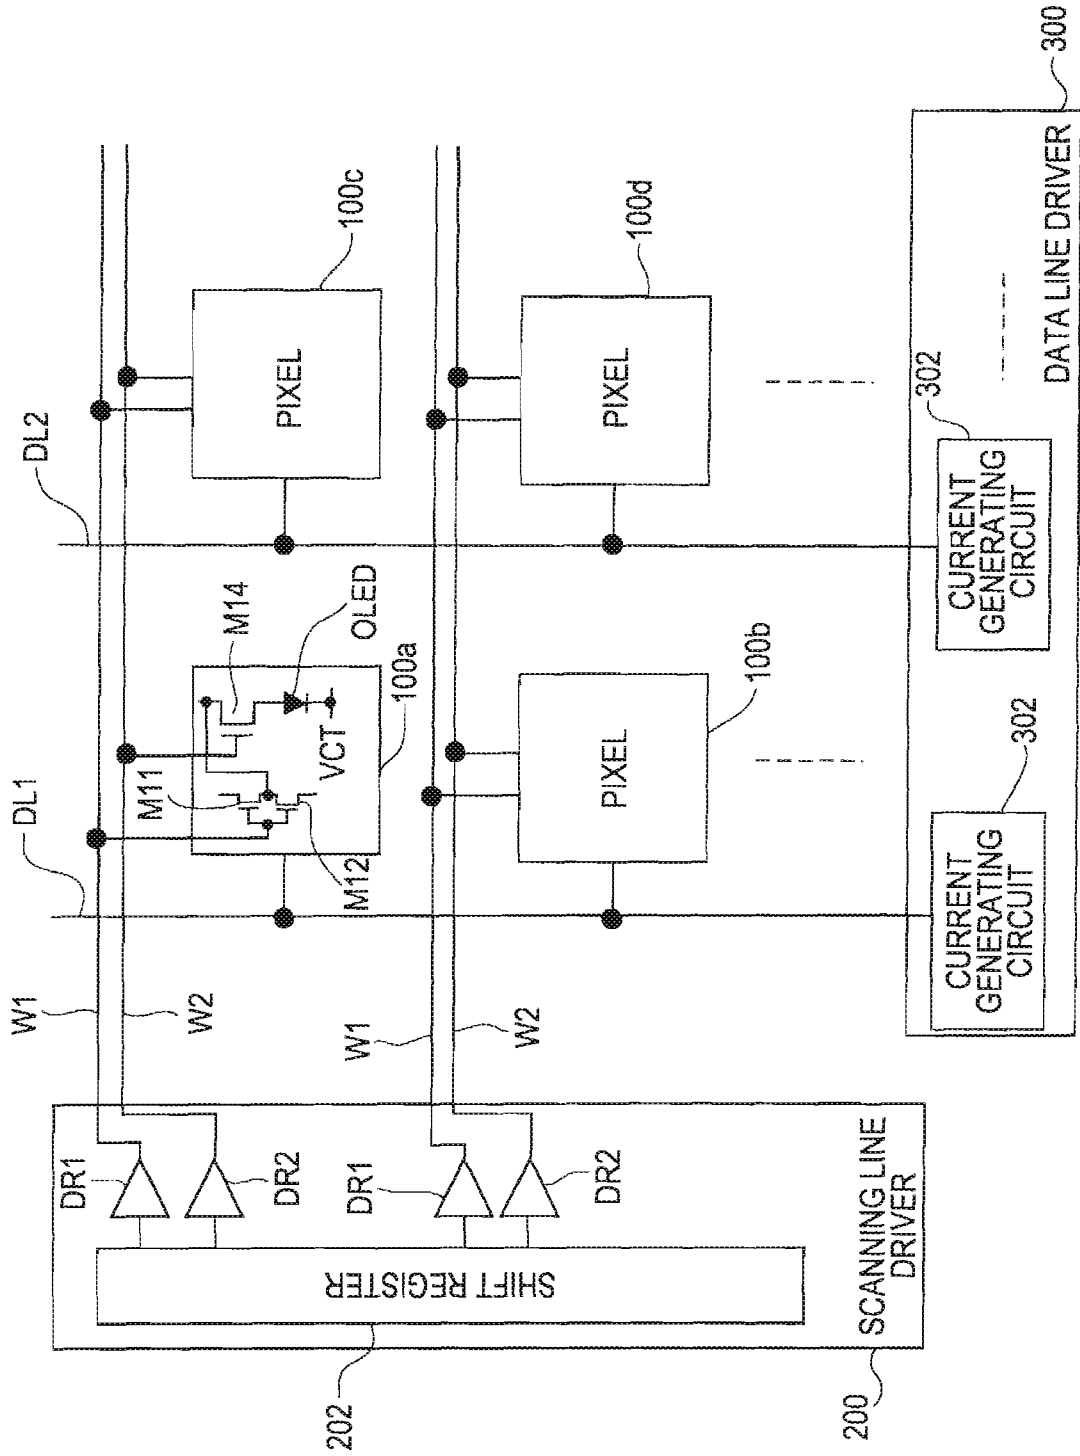 W1
W2
DL1
DL2
M11
M12
M14
OLED
VCT
100a
PIXEL
100c
W1
W2
PIXEL
100b
PIXEL
100d
DR1
DR2
DR1
DR2
SHIFT REGISTER
202
SCANNING LINE
DRIVER
200
CURRENT
GENERATING
CIRCUIT
302
CURRENT
GENERATING
CIRCUIT
302
DATA LINE DRIVER
300